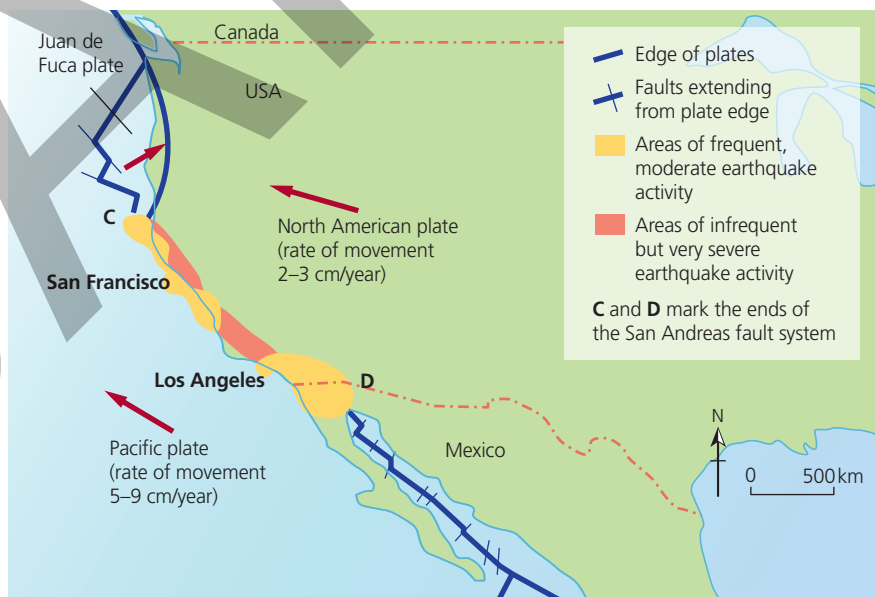 Juan de
Fuca plate
Canada
USA
C
San Francisco
North American plate
(rate of movement
2–3 cm/year)
Los Angeles
D
Pacific plate
(rate of movement
5–9 cm/year)
Mexico
Edge of plates
Faults extending
from plate edge
Areas of frequent,
moderate earthquake
activity
Areas of infrequent
but very severe
earthquake activity
C and D mark the ends of
the San Andreas fault system
N
0 500 km